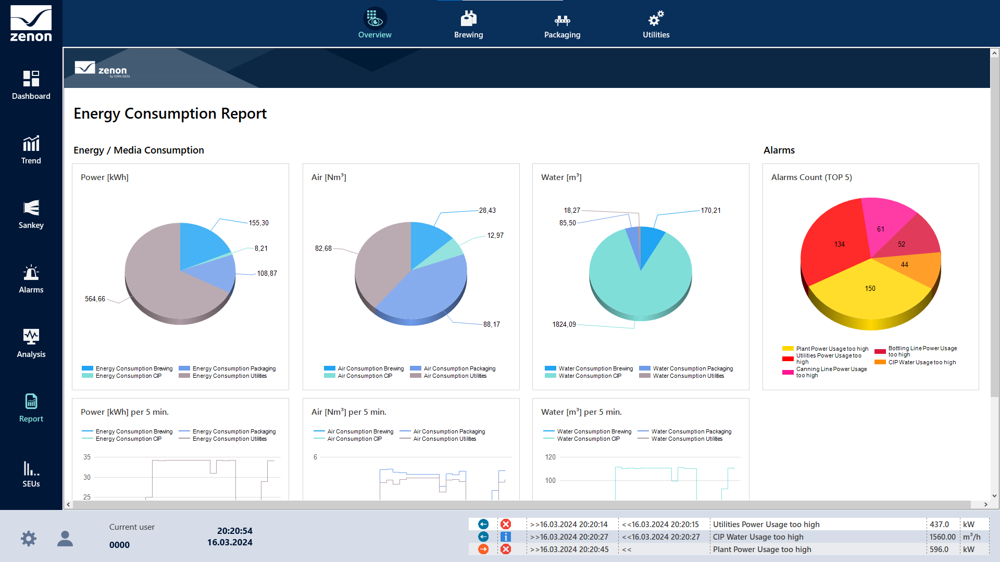 zenon
Overview
Brewing
Packaging
Utilities
Dashboard
Trend
Sankey
Alarms
Analysis
Report
SEUs
zenon
by COPA-DATA
Energy Consumption Report
Energy / Media Consumption
Alarms
Power [kWh]
155,30
8,21
108,87
564,66
Energy Consumption Brewing
Energy Consumption Packaging
Energy Consumption CIP
Energy Consumption Utilities
Air [Nm³]
28,43
12,97
82,68
88,17
Air Consumption Brewing
Air Consumption Packaging
Air Consumption CIP
Air Consumption Utilities
Water [m³]
18,27
170,21
85,50
1824,09
Water Consumption Brewing
Water Consumption Packaging
Water Consumption CIP
Water Consumption Utilities
Alarms Count (TOP 5)
61
134
52
44
150
Plant Power Usage too high
Utilities Power Usage too
high
Canning Line Power Usage
too high
Bottling Line Power Usage
too high
CIP Water Usage too high
Power [kWh] per 5 min.
Energy Consumption Brewing
Energy Consumption Packaging
Energy Consumption CIP
Energy Consumption Utilities
35
30
25
Air [Nm³] per 5 min.
Air Consumption Brewing
Air Consumption Packaging
Air Consumption CIP
Air Consumption Utilities
6
Water [m³] per 5 min.
Water Consumption Brewing
Water Consumption Packaging
Water Consumption CIP
Water Consumption Utilities
120
100
Current user
0000
20:20:54
16.03.2024
>>16.03.2024 20:20:14 <<16.03.2024 20:20:15 Utilities Power Usage too high 437.0 kW
>>16.03.2024 20:20:27 <<16.03.2024 20:20:27 CIP Water Usage too high 1560.00 m³/h
>>16.03.2024 20:20:45 << Plant Power Usage too high 596.0 kW